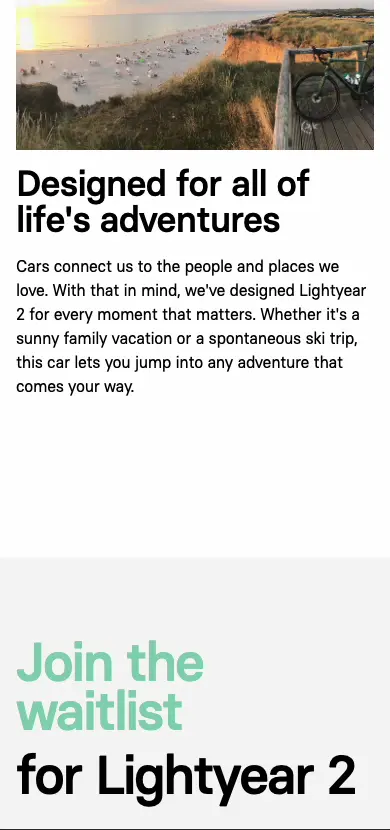 Designed for all of
life's adventures
Cars connect us to the people and places we
love. With that in mind, we've designed Lightyear
2 for every moment that matters. Whether it's a
sunny family vacation or a spontaneous ski trip,
this car lets you jump into any adventure that
comes your way.
Join the
waitlist
for Lightyear 2